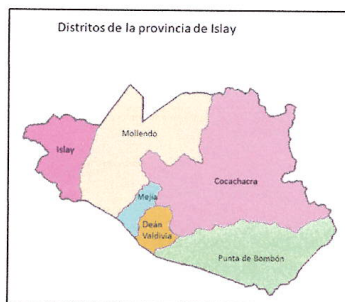 Distritos de la provincia de Islay
Mollendo
Islay
Cocachacra
Mejía
Deán
Valdivia
Punta de Bombón